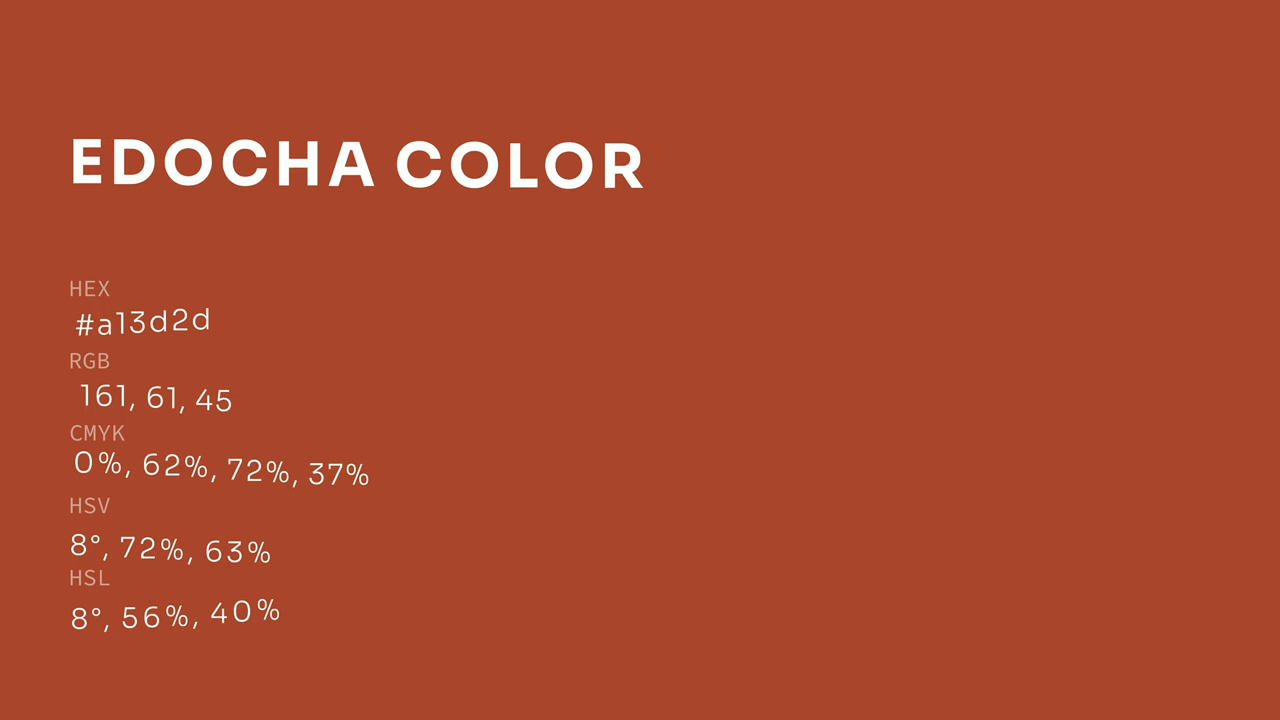 EDOCHA COLOR
HEX
#a13d2d
RGB
161, 61, 45
CMYK
0%, 62%, 72%, 37%
HSV
8°, 72%, 63%
HSL
8°, 56%, 40%